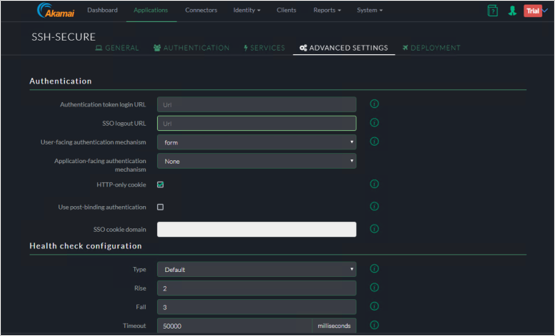 Akamai
Dashboard Applications Connectors Identity Clients Reports System Trial
SSH-SECURE
GENERAL AUTHENTICATION SERVICES ADVANCED SETTINGS DEPLOYMENT
Authentication
Authentication token login URL Url
SSO logout URL Url
User-facing authentication mechanism form
Application-facing authentication None
mechanism
HTTP-only cookie
Use post-binding authentication
SSO cookie domain
Health check configuration
Type Default
Rise 2
Fall 3
Timeout 50000 milliseconds